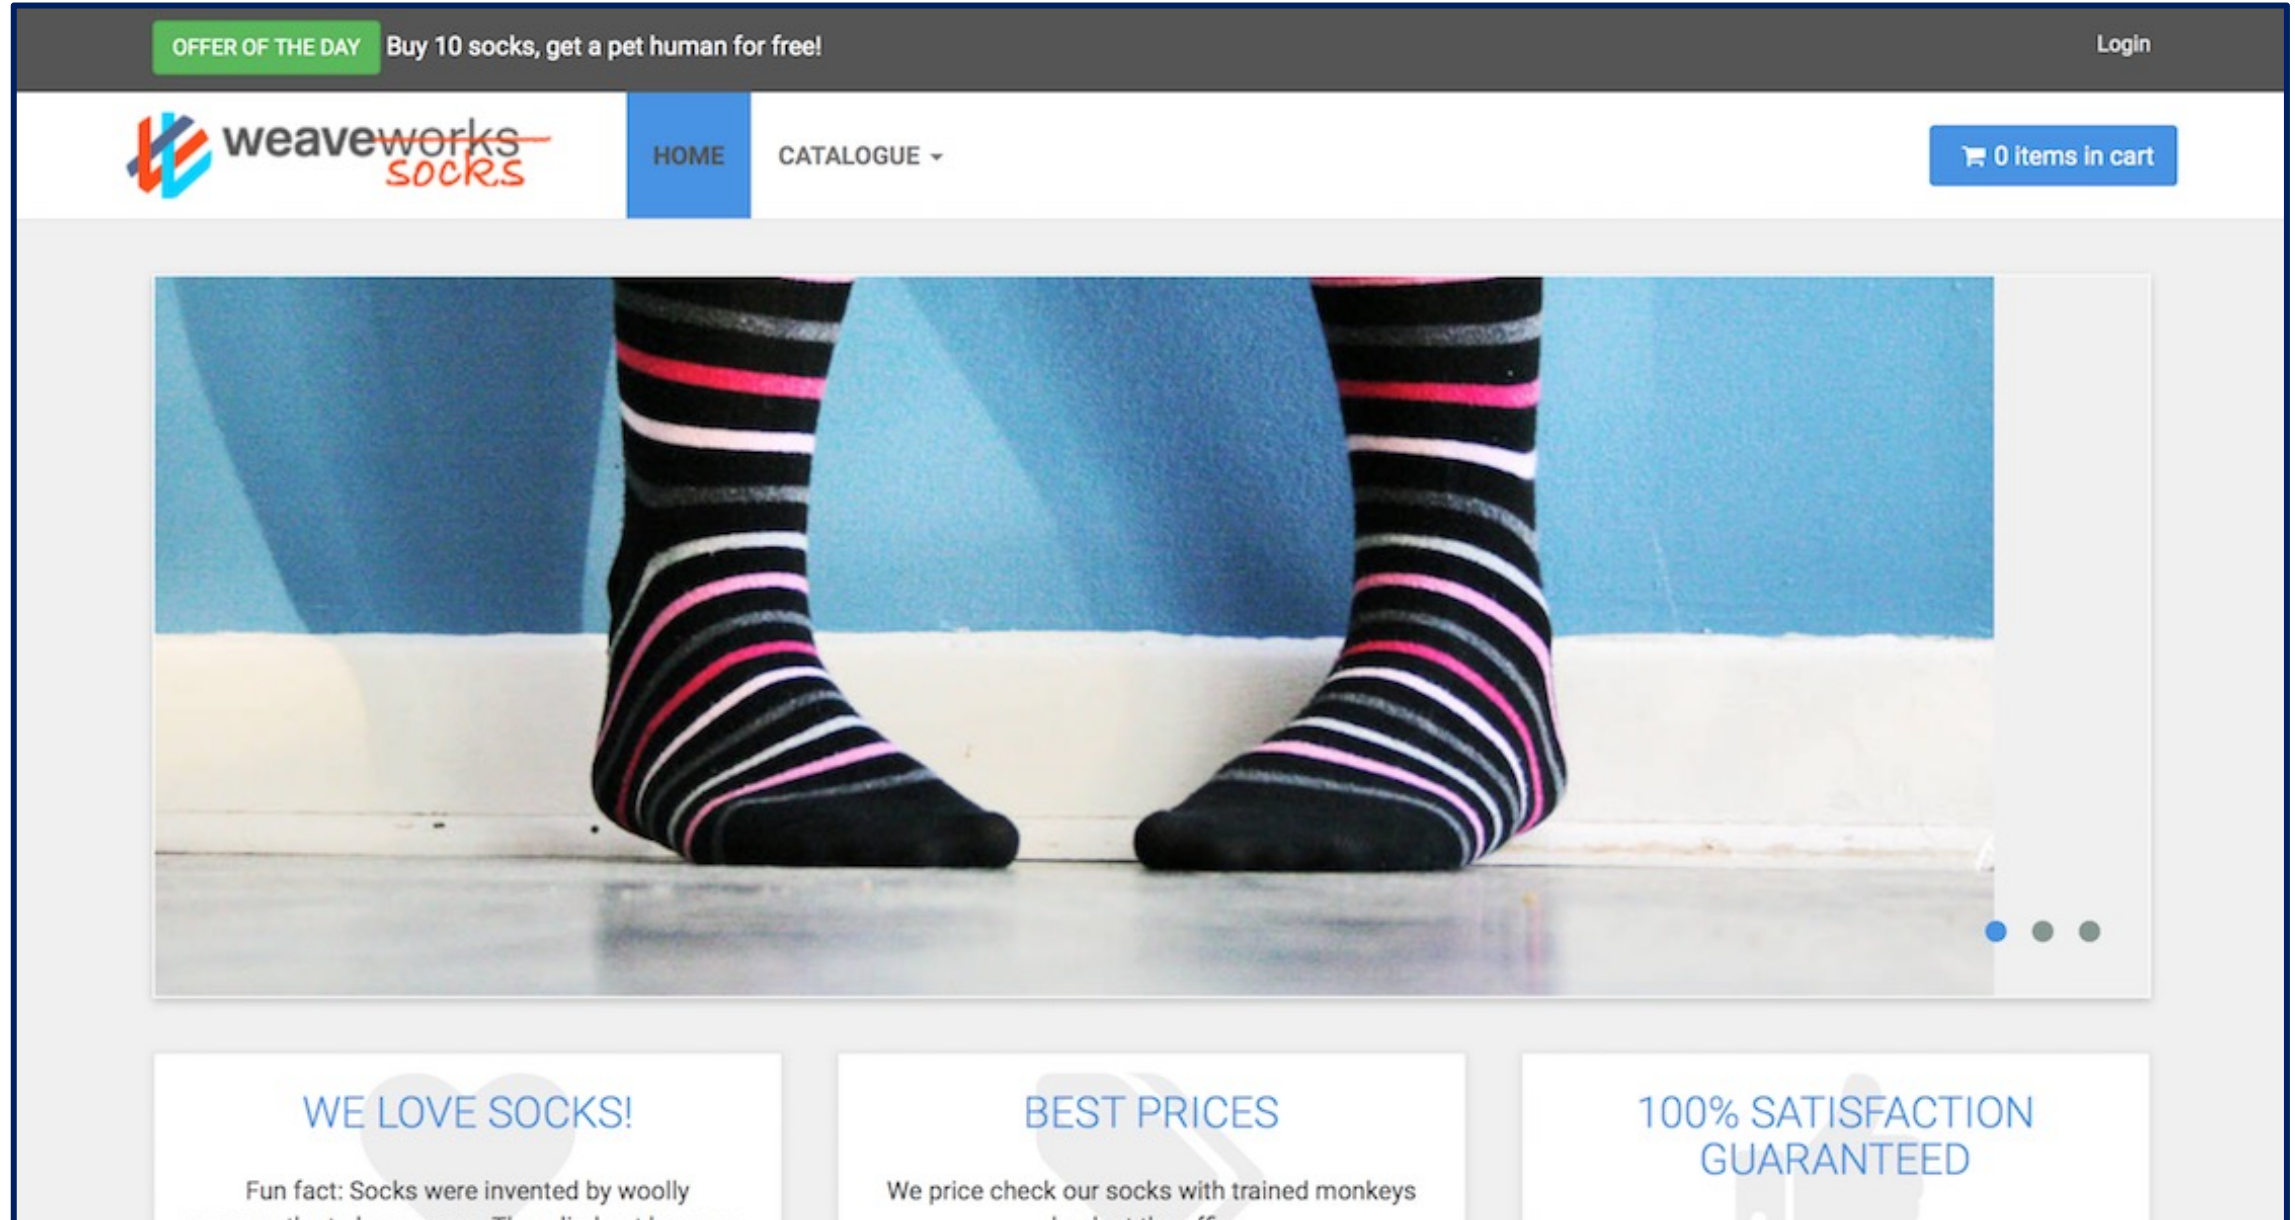 OFFER OF THE DAY Buy 10 socks, get a pet human for free!
Login
weaveworks
socks
HOME
CATALOGUE
0 items in cart
WE LOVE SOCKS!
Fun fact: Socks were invented by woolly
BEST PRICES
We price check our socks with trained monkeys
100% SATISFACTION
GUARANTEED